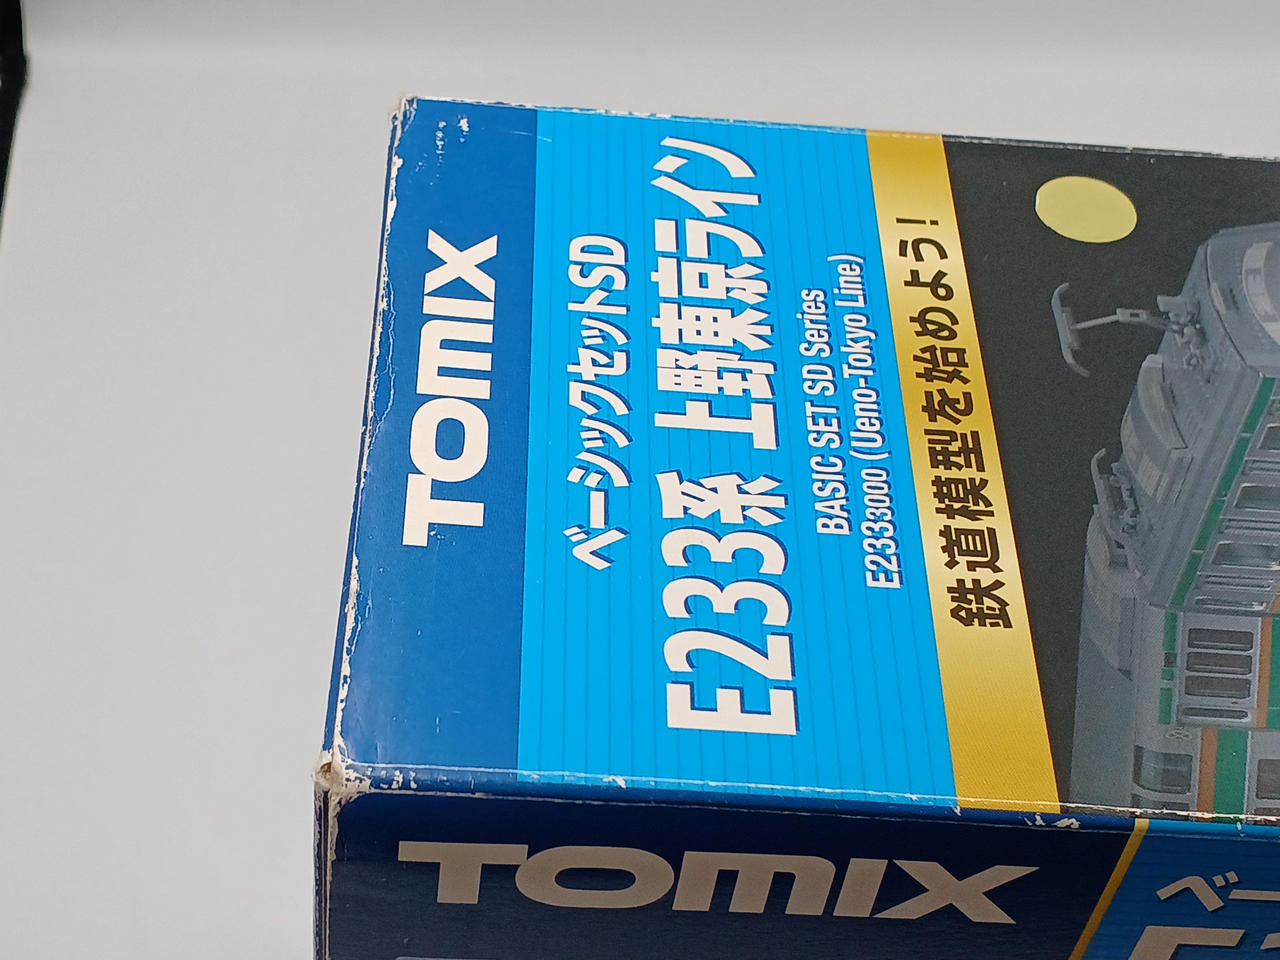 TOMIX
ベーシックセットSD
E233系 上野東京ライン
BASIC SET SD Series
E2333000 (Ueno-Tokyo Line)
鉄道模型を始めよう!
TOMIX
ベー